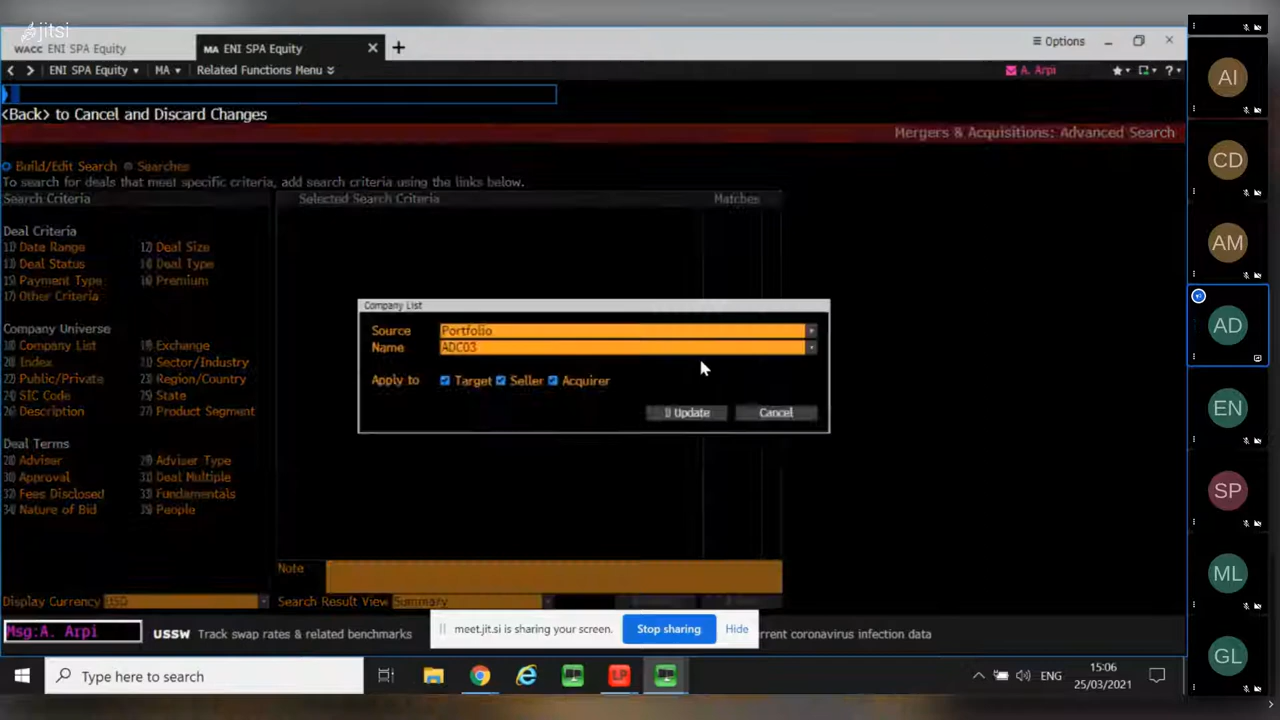 jitsi
WACC ENI SPA Equity
MA ENI SPA Equity
Options
ENI SPA Equity
MA
Related Functions Menu
A. Arpi
<Back> to Cancel and Discard Changes
Mergers & Acquisitions: Advanced Search
Build/Edit Search
Searches
To search for deals that meet specific criteria, add search criteria using the links below.
Search Criteria
Selected Search Criteria
Matches
Deal Criteria
11) Date Range
12) Deal Size
13) Deal Status
14) Deal Type
15) Payment Type
16) Premium
17) Other Criteria
Company Universe
18) Company List
19) Exchange
20) Index
21) Sector/Industry
22) Public/Private
23) Region/Country
24) SIC Code
25) State
26) Description
27) Product Segment
Deal Terms
28) Adviser
29) Adviser Type
30) Approval
31) Deal Multiple
32) Fees Disclosed
33) Fundamentals
34) Nature of Bid
35) People
Company List
Source
Portfolio
Name
ADC03
Apply to
Target
Seller
Acquirer
1) Update
Cancel
Note
Display Currency
USD
Search Result View
Summary
Msg:A. Arpi
USSW
Track swap rates & related benchmarks
meet.jit.si is sharing your screen.
Stop sharing
Hide
rrent coronavirus infection data
Type here to search
LP
ENG
15:06
25/03/2021
AI
CD
AM
AD
EN
SP
ML
GL